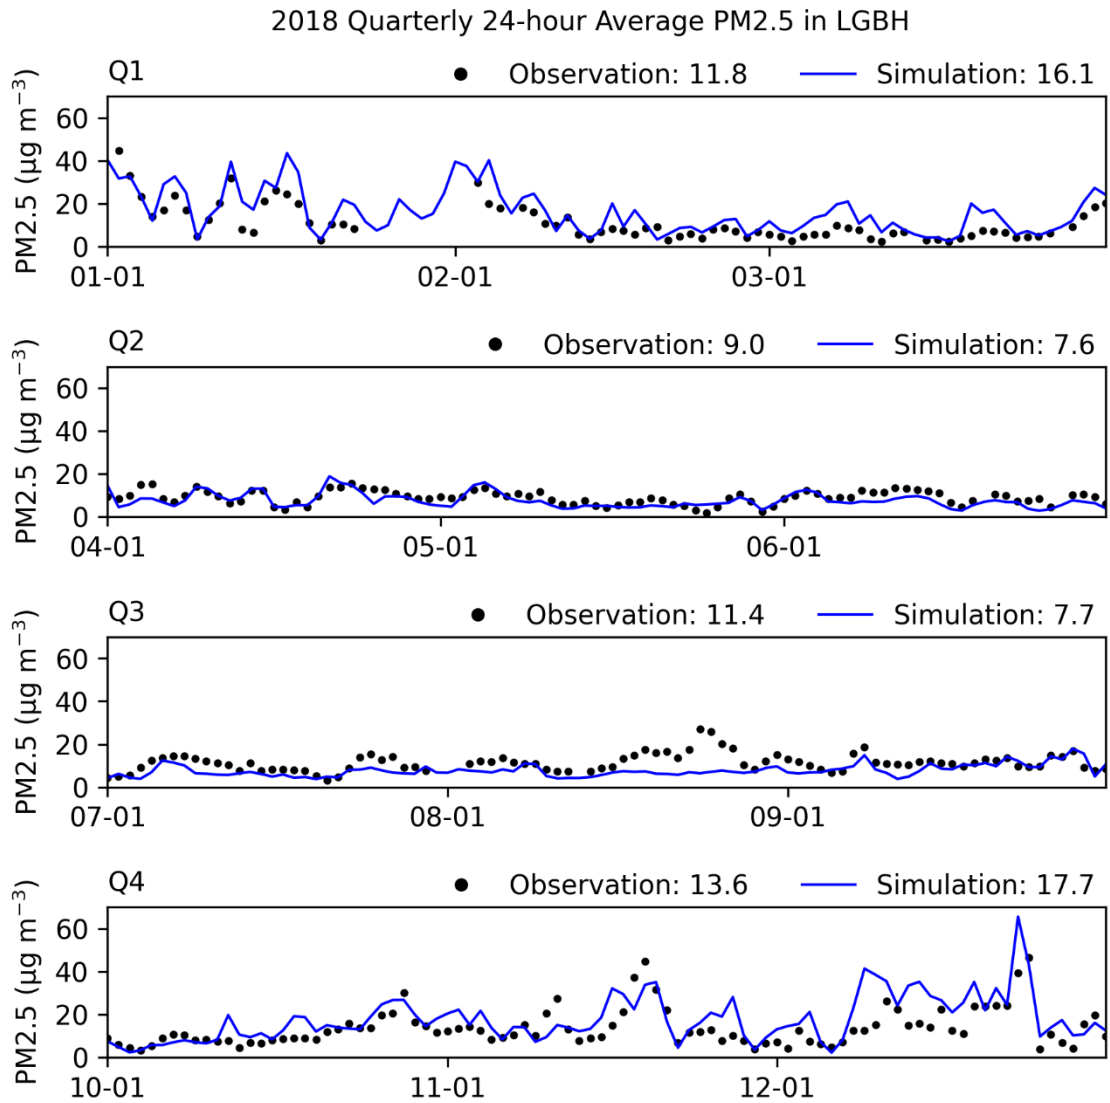 2018 Quarterly 24-hour Average PM2.5 in LGBH
Q1 Observation: 11.8 Simulation: 16.1
PM2.5 (μg m⁻³)
60
40
20
0
01-01 02-01 03-01
Q2 Observation: 9.0 Simulation: 7.6
PM2.5 (μg m⁻³)
60
40
20
0
04-01 05-01 06-01
Q3 Observation: 11.4 Simulation: 7.7
PM2.5 (μg m⁻³)
60
40
20
0
07-01 08-01 09-01
Q4 Observation: 13.6 Simulation: 17.7
PM2.5 (μg m⁻³)
60
40
20
0
10-01 11-01 12-01